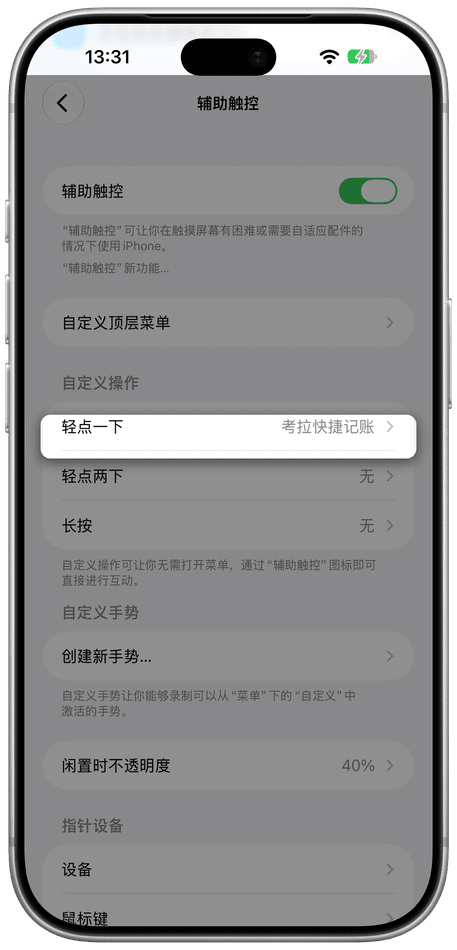 13:31
辅助触控
辅助触控
“辅助触控”可让你在触摸屏幕有困难或需要自适应配件的
情况下使用 iPhone。
“辅助触控”新功能...
自定义顶层菜单
自定义操作
轻点一下 考拉快捷记账
轻点两下 无
长按 无
自定义操作可让你无需打开菜单，通过“辅助触控”图标即可
直接进行互动。
自定义手势
创建新手势...
自定义手势让你能够录制可以从“菜单”下的“自定义”中
激活的手势。
闲置时不透明度 40%
指针设备
设备
鼠标键